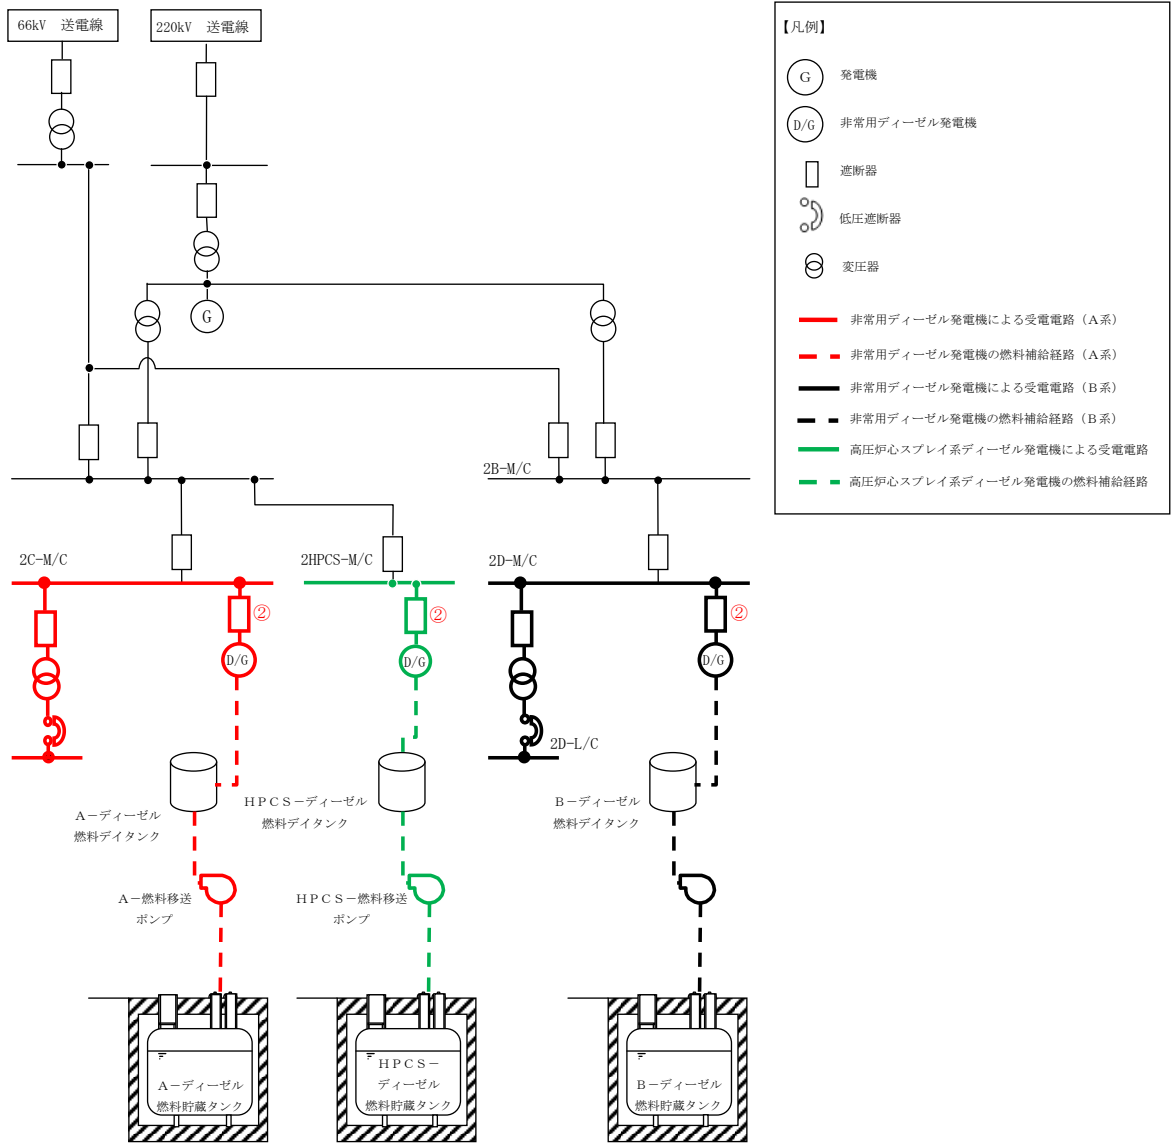 66kV 送電線
220kV 送電線
G
2B-M/C
2C-M/C
2HPCS-M/C
2D-M/C
②
②
②
D/G
D/G
D/G
2D-L/C
A－ディーゼル
燃料デイタンク
HPCS－ディーゼル
燃料デイタンク
B－ディーゼル
燃料デイタンク
A－燃料移送
ポンプ
HPCS－燃料移送
ポンプ
A－ディーゼル
燃料貯蔵タンク
HPCS－
ディーゼル
燃料貯蔵タンク
B－ディーゼル
燃料貯蔵タンク
【凡例】
G 発電機
D/G 非常用ディーゼル発電機
遮断器
低圧遮断器
変圧器
非常用ディーゼル発電機による受電電路（A系）
非常用ディーゼル発電機の燃料補給経路（A系）
非常用ディーゼル発電機による受電電路（B系）
非常用ディーゼル発電機の燃料補給経路（B系）
高圧炉心スプレイ系ディーゼル発電機による受電電路
高圧炉心スプレイ系ディーゼル発電機の燃料補給経路